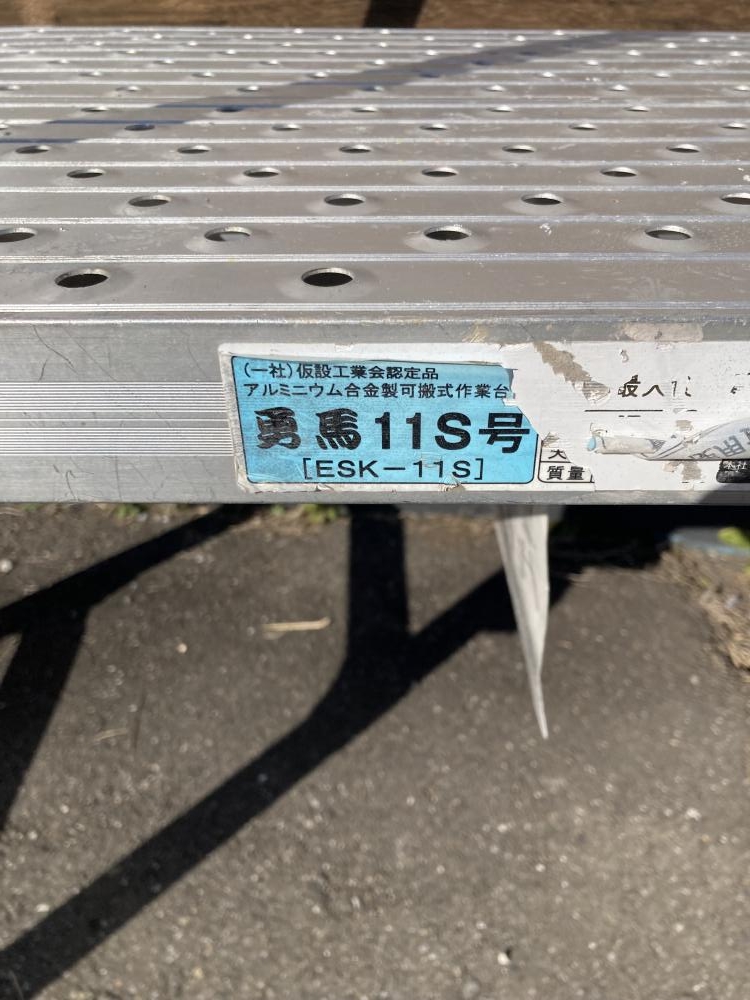 (一社)仮設工業会認定品
アルミニウム合金製可搬式作業台
勇馬11S号
[ESK-11S]
質量